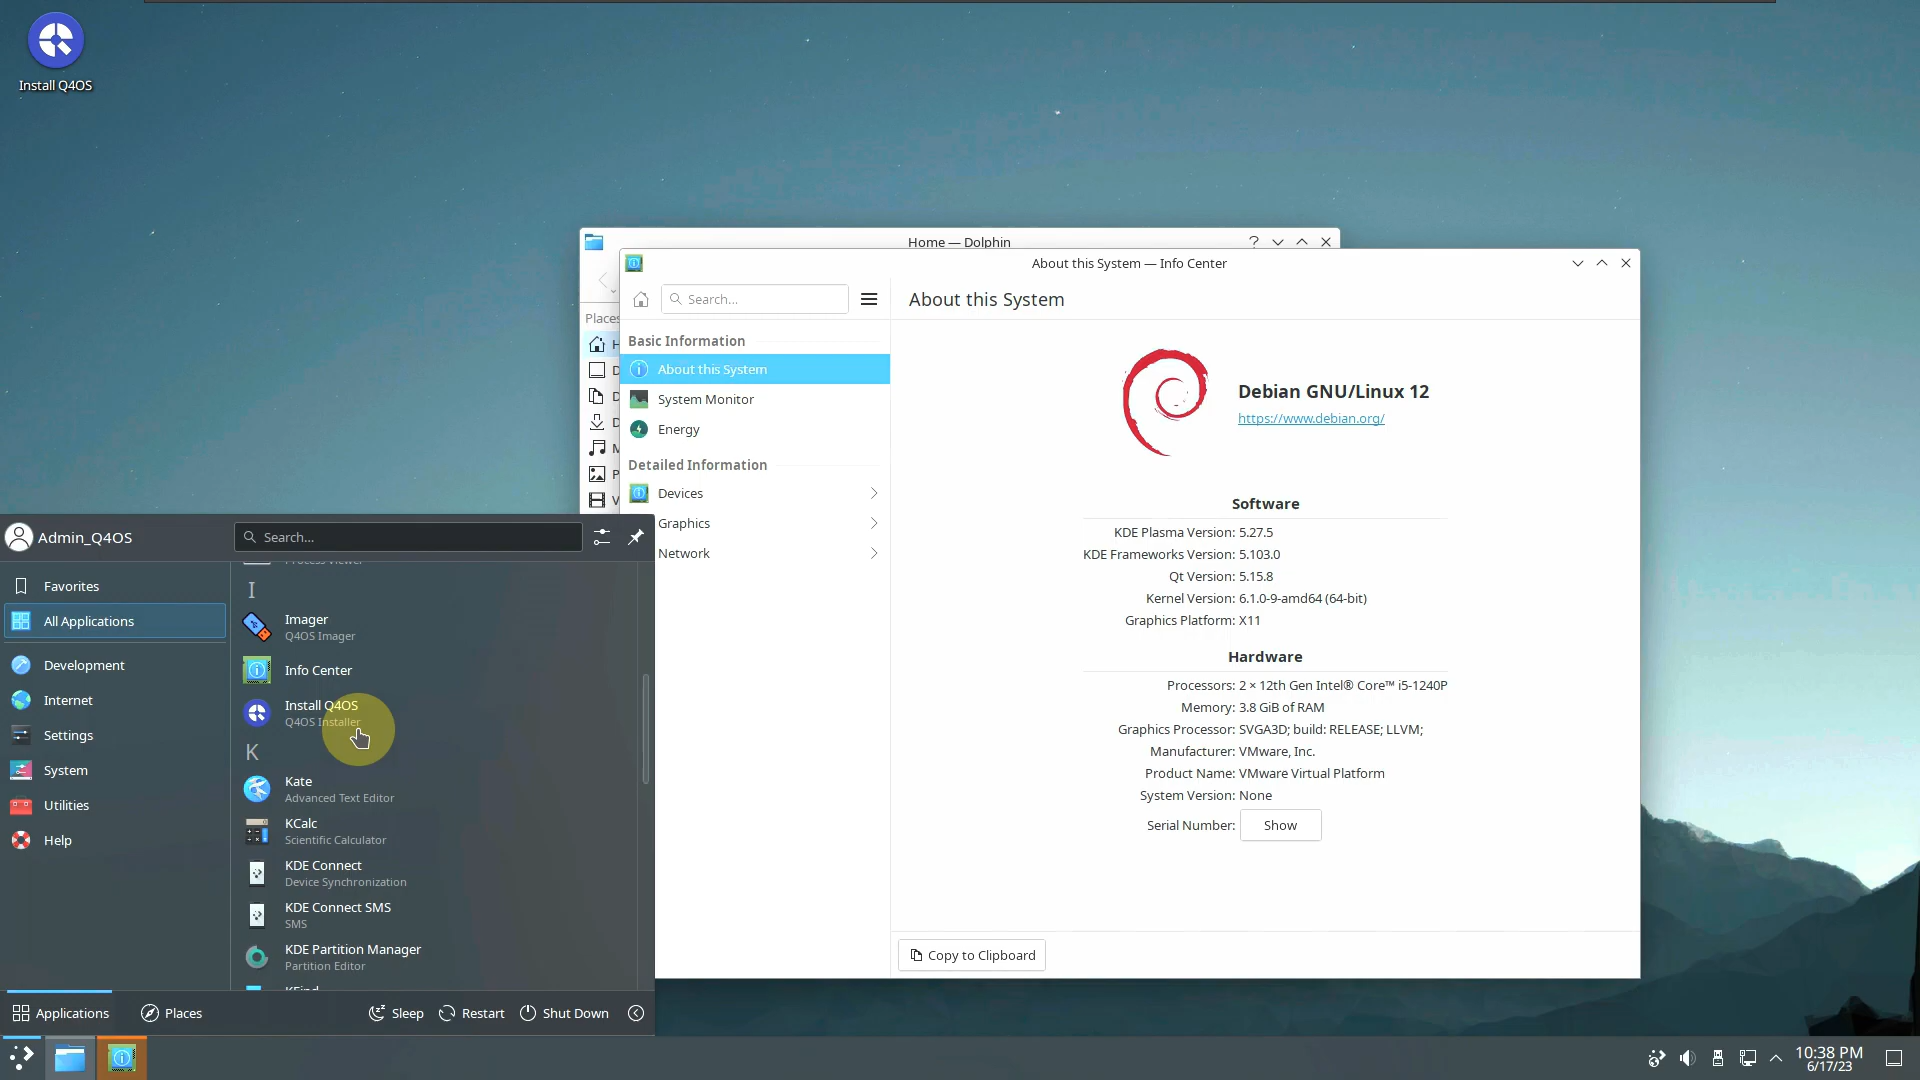 Install Q4OS
Home — Dolphin
Places
About this System — Info Center
Search...
About this System
Basic Information
About this System
System Monitor
Energy
Detailed Information
Devices
Graphics
Network
Debian GNU/Linux 12
https://www.debian.org/
Software
KDE Plasma Version: 5.27.5
KDE Frameworks Version: 5.103.0
Qt Version: 5.15.8
Kernel Version: 6.1.0-9-amd64 (64-bit)
Graphics Platform: X11
Hardware
Processors: 2 × 12th Gen Intel® Core™ i5-1240P
Memory: 3.8 GiB of RAM
Graphics Processor: SVGA3D; build: RELEASE; LLVM;
Manufacturer: VMware, Inc.
Product Name: VMware Virtual Platform
System Version: None
Serial Number: Show
Copy to Clipboard
Admin_Q4OS
Search...
Favorites
All Applications
Development
Internet
Settings
System
Utilities
Help
Process Viewer
I
Imager
Q4OS Imager
Info Center
Install Q4OS
Q4OS Installer
K
Kate
Advanced Text Editor
KCalc
Scientific Calculator
KDE Connect
Device Synchronization
KDE Connect SMS
SMS
KDE Partition Manager
Partition Editor
KFind
Applications
Places
Sleep
Restart
Shut Down
10:38 PM
6/17/23